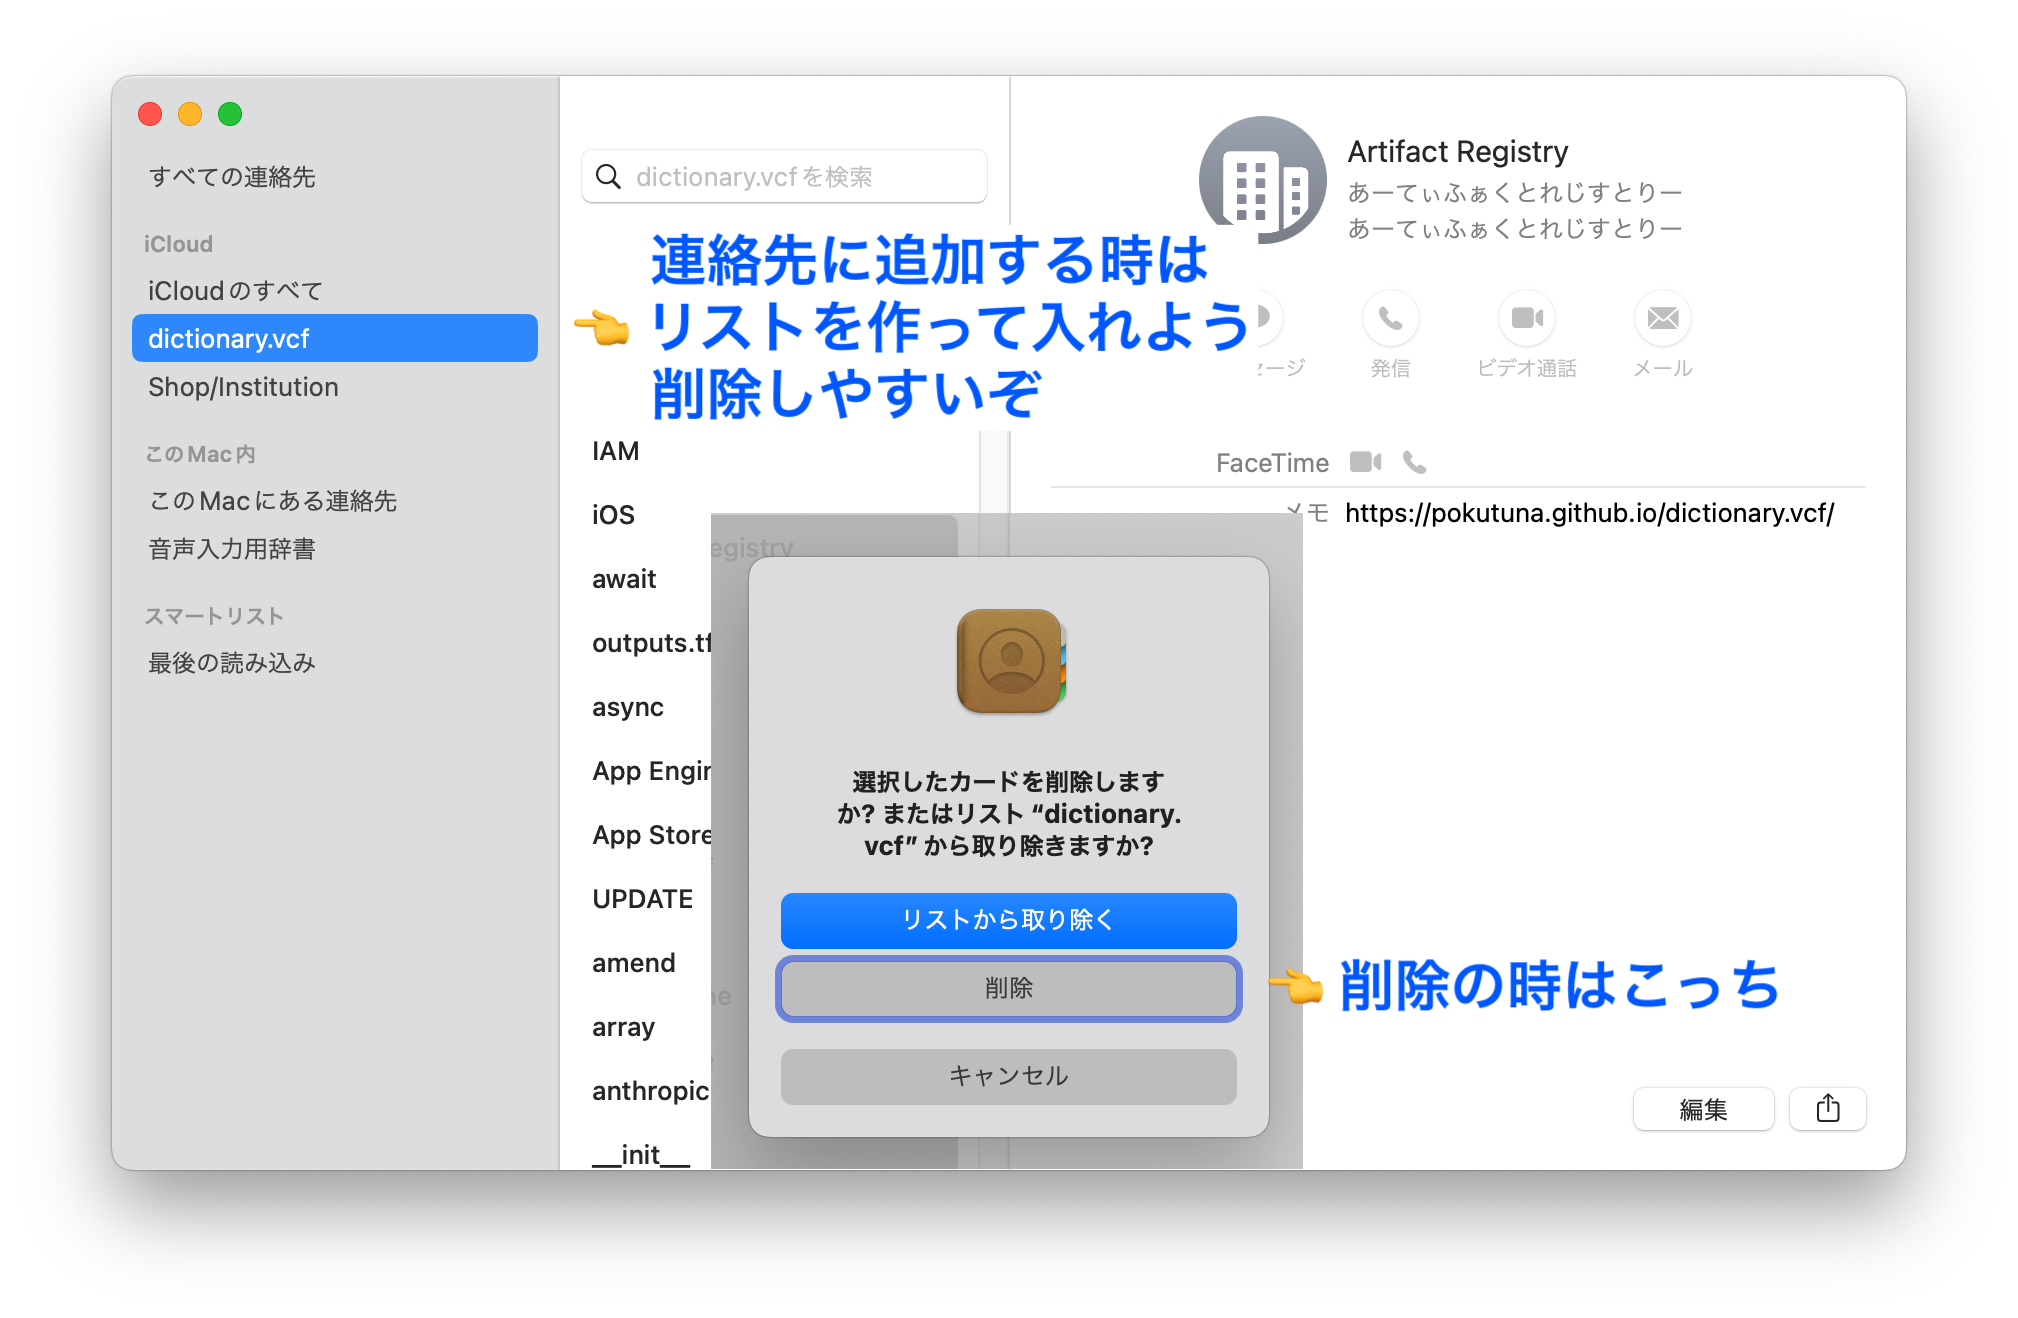 すべての連絡先
iCloud
iCloudのすべて
dictionary.vcf
Shop/Institution
このMac内
このMacにある連絡先
音声入力用辞書
スマートリスト
最後の読み込み
dictionary.vcfを検索
連絡先に追加する時は
リストを作って入れよう
削除しやすいぞ
IAM
iOS
await
outputs.tf
async
App Engin
App Store
UPDATE
amend
array
anthropic
__init__
egistry
Artifact Registry
あーてぃふぁくとれじすとりー
あーてぃふぁくとれじすとりー
セージ
発信
ビデオ通話
メール
FaceTime
メモ https://pokutuna.github.io/dictionary.vcf/
選択したカードを削除します
か? またはリスト “dictionary.
vcf” から取り除きますか?
リストから取り除く
削除
キャンセル
削除の時はこっち
編集